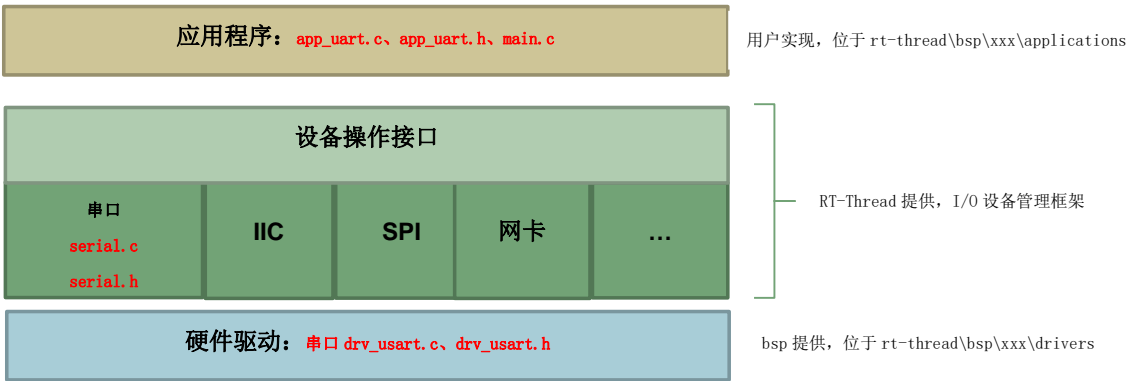 应用程序：app_uart.c、app_uart.h、main.c
用户实现，位于 rt-thread\bsp\xxx\applications
设备操作接口
串口
serial.c
serial.h
IIC
SPI
网卡
...
RT-Thread 提供，I/O 设备管理框架
硬件驱动：串口 drv_usart.c、drv_usart.h
bsp 提供，位于 rt-thread\bsp\xxx\drivers